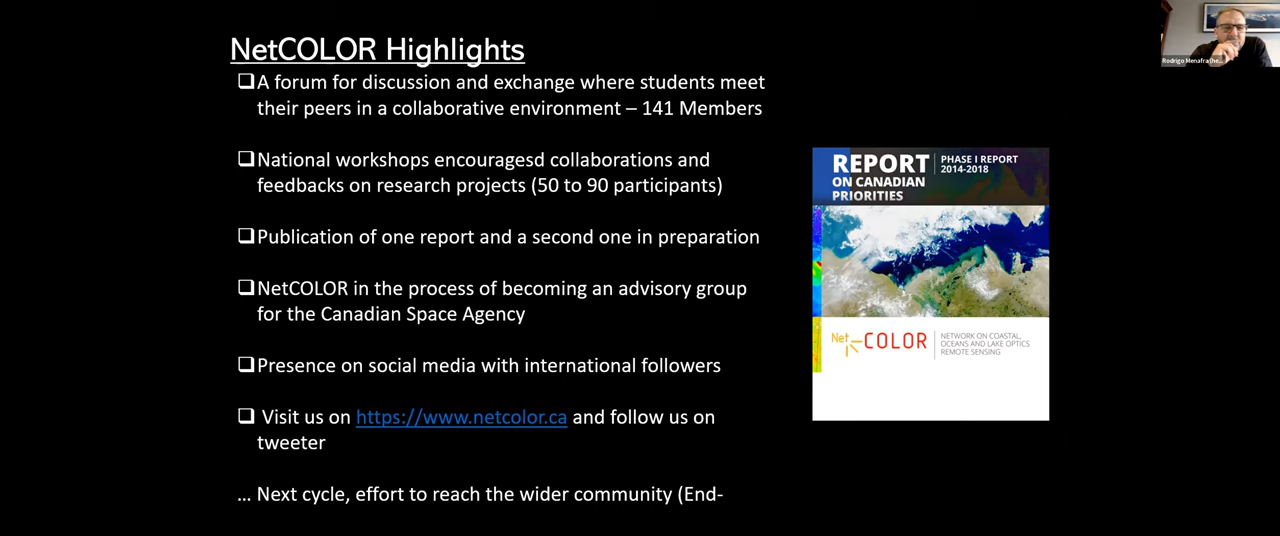 NetCOLOR Highlights
❑A forum for discussion and exchange where students meet
their peers in a collaborative environment – 141 Members
❑National workshops encouragesd collaborations and
feedbacks on research projects (50 to 90 participants)
❑Publication of one report and a second one in preparation
❑NetCOLOR in the process of becoming an advisory group
for the Canadian Space Agency
❑Presence on social media with international followers
❑ Visit us on https://www.netcolor.ca and follow us on
tweeter
… Next cycle, effort to reach the wider community (End-
REPORT
ON CANADIAN
PRIORITIES
PHASE I REPORT
2014-2018
Net COLOR
NETWORK ON COASTAL,
OCEANS AND LAKE OPTICS
REMOTE SENSING
Rodrigo Menafra (he...